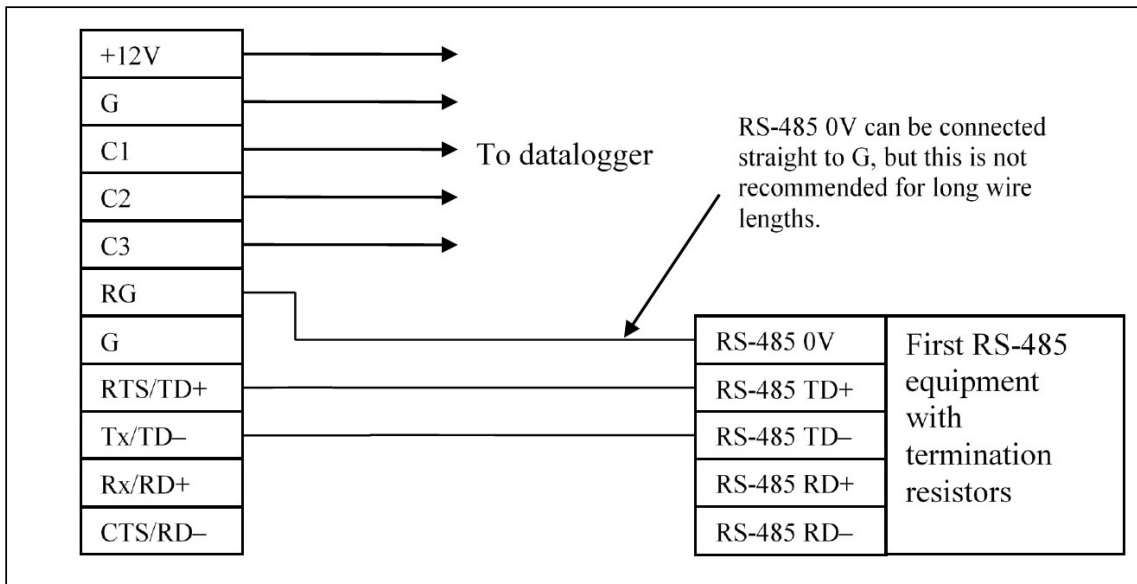 +12V
G
C1
C2
C3
RG
G
RTS/TD+
Tx/TD–
Rx/RD+
CTS/RD–
To datalogger
RS-485 0V can be connected
straight to G, but this is not
recommended for long wire
lengths.
RS-485 0V
RS-485 TD+
RS-485 TD–
RS-485 RD+
RS-485 RD–
First RS-485
equipment
with
termination
resistors